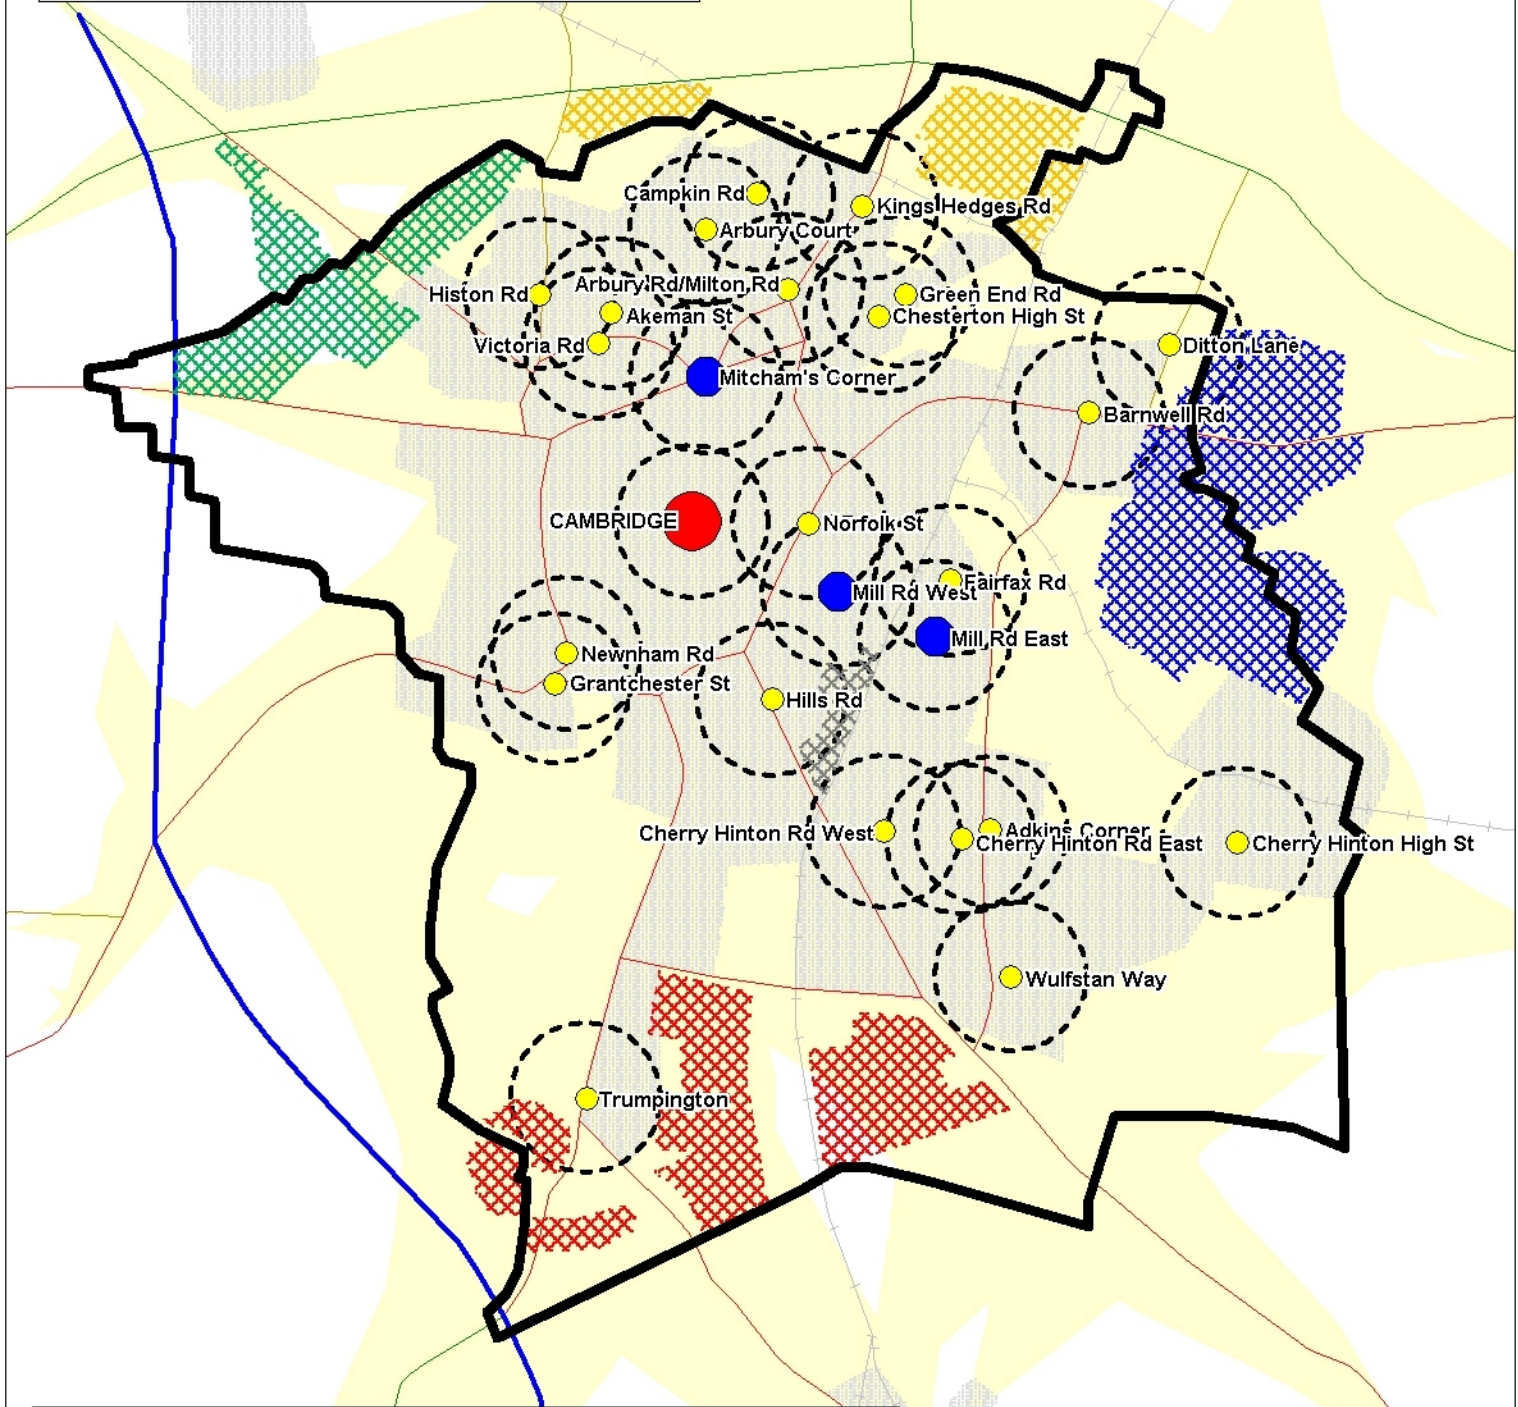 Campkin Rd
Kings Hedges Rd
Arbury Court
Arbury Rd/Milton Rd
Histon Rd
Green End Rd
Akeman St
Chesterton High St
Victoria Rd
Ditton Lane
Mitcham's Corner
Barnwell Rd
CAMBRIDGE
Norfolk St
Fairfax Rd
Mill Rd West
Mill Rd East
Newnham Rd
Grantchester St
Hills Rd
Cherry Hinton Rd West
Adkins Corner
Cherry Hinton Rd East
Cherry Hinton High St
Wulfstan Way
Trumpington